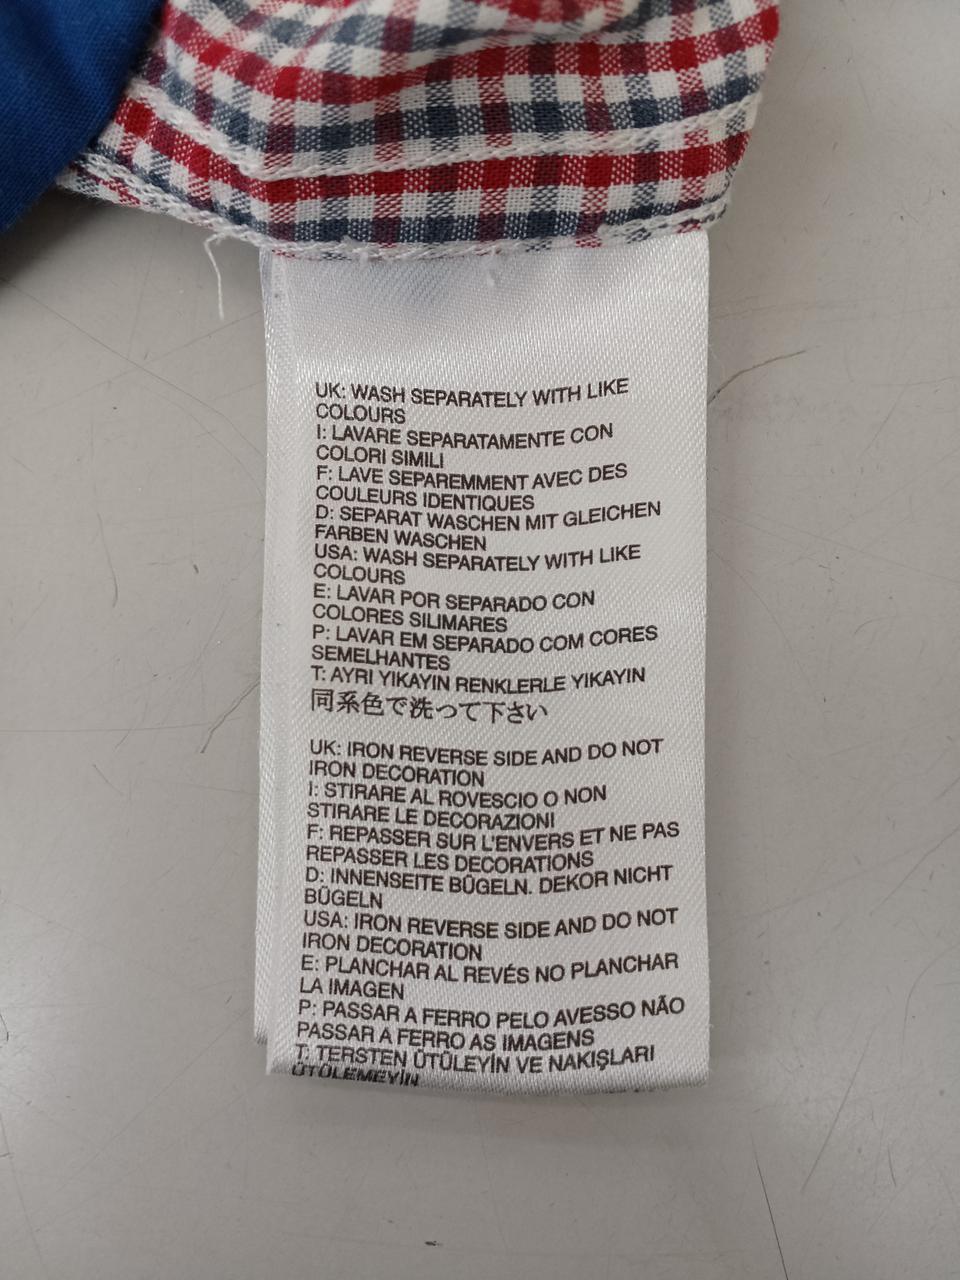 UK: WASH SEPARATELY WITH LIKE
COLOURS
I: LAVARE SEPARATAMENTE CON
COLORI SIMILI
F: LAVE SEPAREMMENT AVEC DES
COULEURS IDENTIQUES
D: SEPARAT WASCHEN MIT GLEICHEN
FARBEN WASCHEN
USA: WASH SEPARATELY WITH LIKE
COLOURS
E: LAVAR POR SEPARADO CON
COLORES SILIMARES
P: LAVAR EM SEPARADO COM CORES
SEMELHANTES
T: AYRI YIKAYIN RENKLERLE YIKAYIN
同系色で洗って下さい
UK: IRON REVERSE SIDE AND DO NOT
IRON DECORATION
I: STIRARE AL ROVESCIO O NON
STIRARE LE DECORAZIONI
F: REPASSER SUR L'ENVERS ET NE PAS
REPASSER LES DECORATIONS
D: INNENSEITE BÜGELN. DEKOR NICHT
BÜGELN
USA: IRON REVERSE SIDE AND DO NOT
IRON DECORATION
E: PLANCHAR AL REVÉS NO PLANCHAR
LA IMAGEN
P: PASSAR A FERRO PELO AVESSO NÃO
PASSAR A FERRO AS IMAGENS
T: TERSTEN ÜTÜLEYİN VE NAKIŞLARI
ÜTÜLEMEYİN